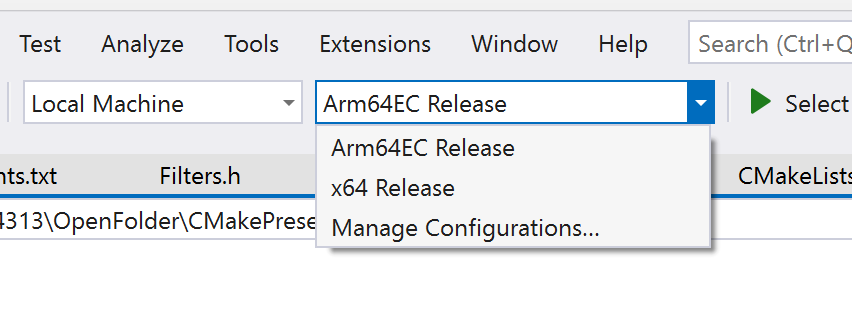 Test Analyze Tools Extensions Window Help Search (Ctrl+Q
Local Machine Arm64EC Release Select
Arm64EC Release
nts.txt Filters.h CMakeLists
x64 Release
4313\OpenFolder\CMakePrese
Manage Configurations...